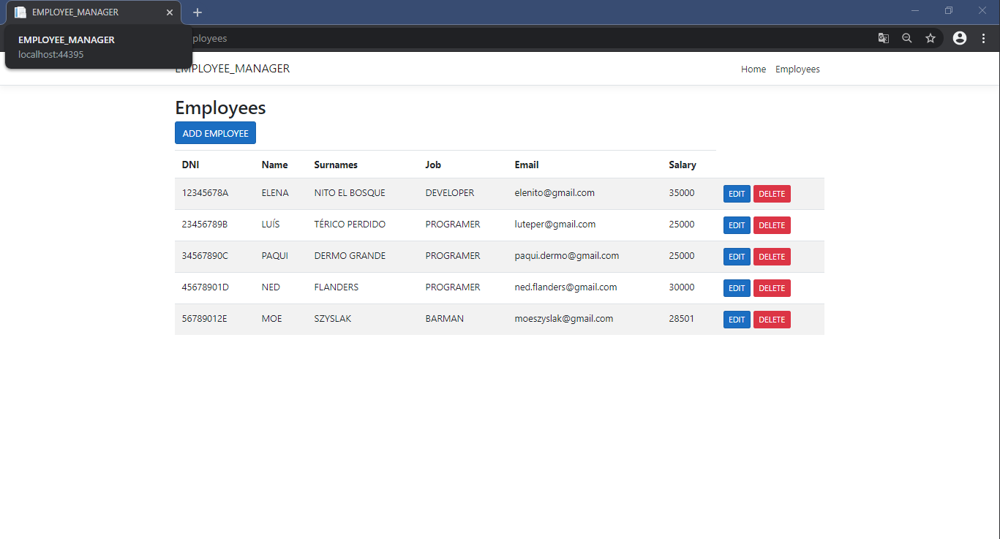 EMPLOYEE_MANAGER
EMPLOYEE_MANAGER
localhost:44395
ployees
EMPLOYEE_MANAGER Home Employees
Employees
ADD EMPLOYEE
DNI Name Surnames Job Email Salary
12345678A ELENA NITO EL BOSQUE DEVELOPER elenito@gmail.com 35000 EDIT DELETE
23456789B LUÍS TÉRICO PERDIDO PROGRAMER luteper@gmail.com 25000 EDIT DELETE
34567890C PAQUI DERMO GRANDE PROGRAMER paqui.dermo@gmail.com 25000 EDIT DELETE
45678901D NED FLANDERS PROGRAMER ned.flanders@gmail.com 30000 EDIT DELETE
56789012E MOE SZYSLAK BARMAN moeszyslak@gmail.com 28501 EDIT DELETE